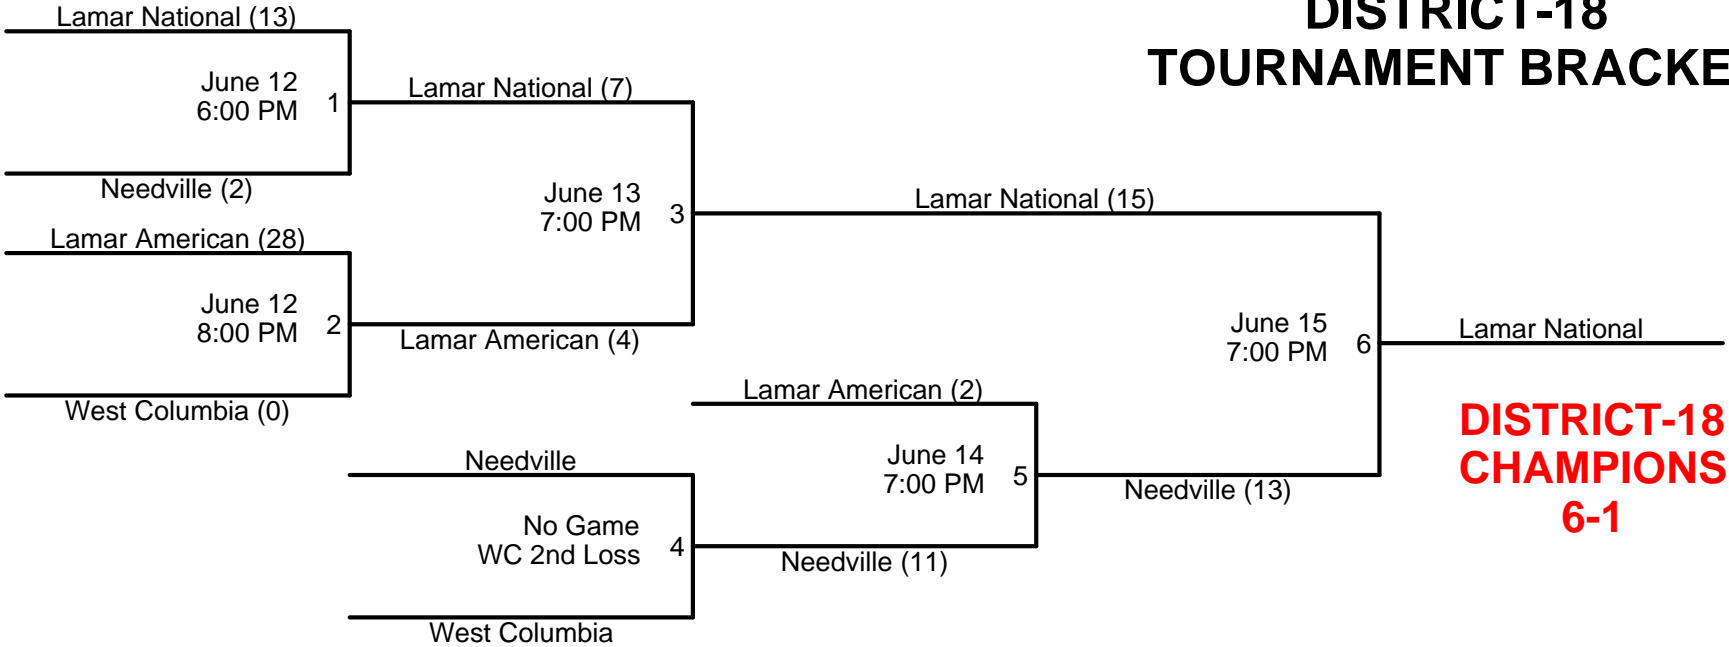 DISTRICT-18
TOURNAMENT BRACKE
Lamar National (13)
June 12
6:00 PM
1
Needville (2)
Lamar National (7)
Lamar American (28)
June 12
8:00 PM
2
West Columbia (0)
June 13
7:00 PM
3
Lamar American (4)
Lamar National (15)
Needville
No Game
WC 2nd Loss
4
West Columbia
Lamar American (2)
June 14
7:00 PM
5
Needville (11)
June 15
7:00 PM
6
Needville (13)
Lamar National
DISTRICT-18
CHAMPIONS
6-1